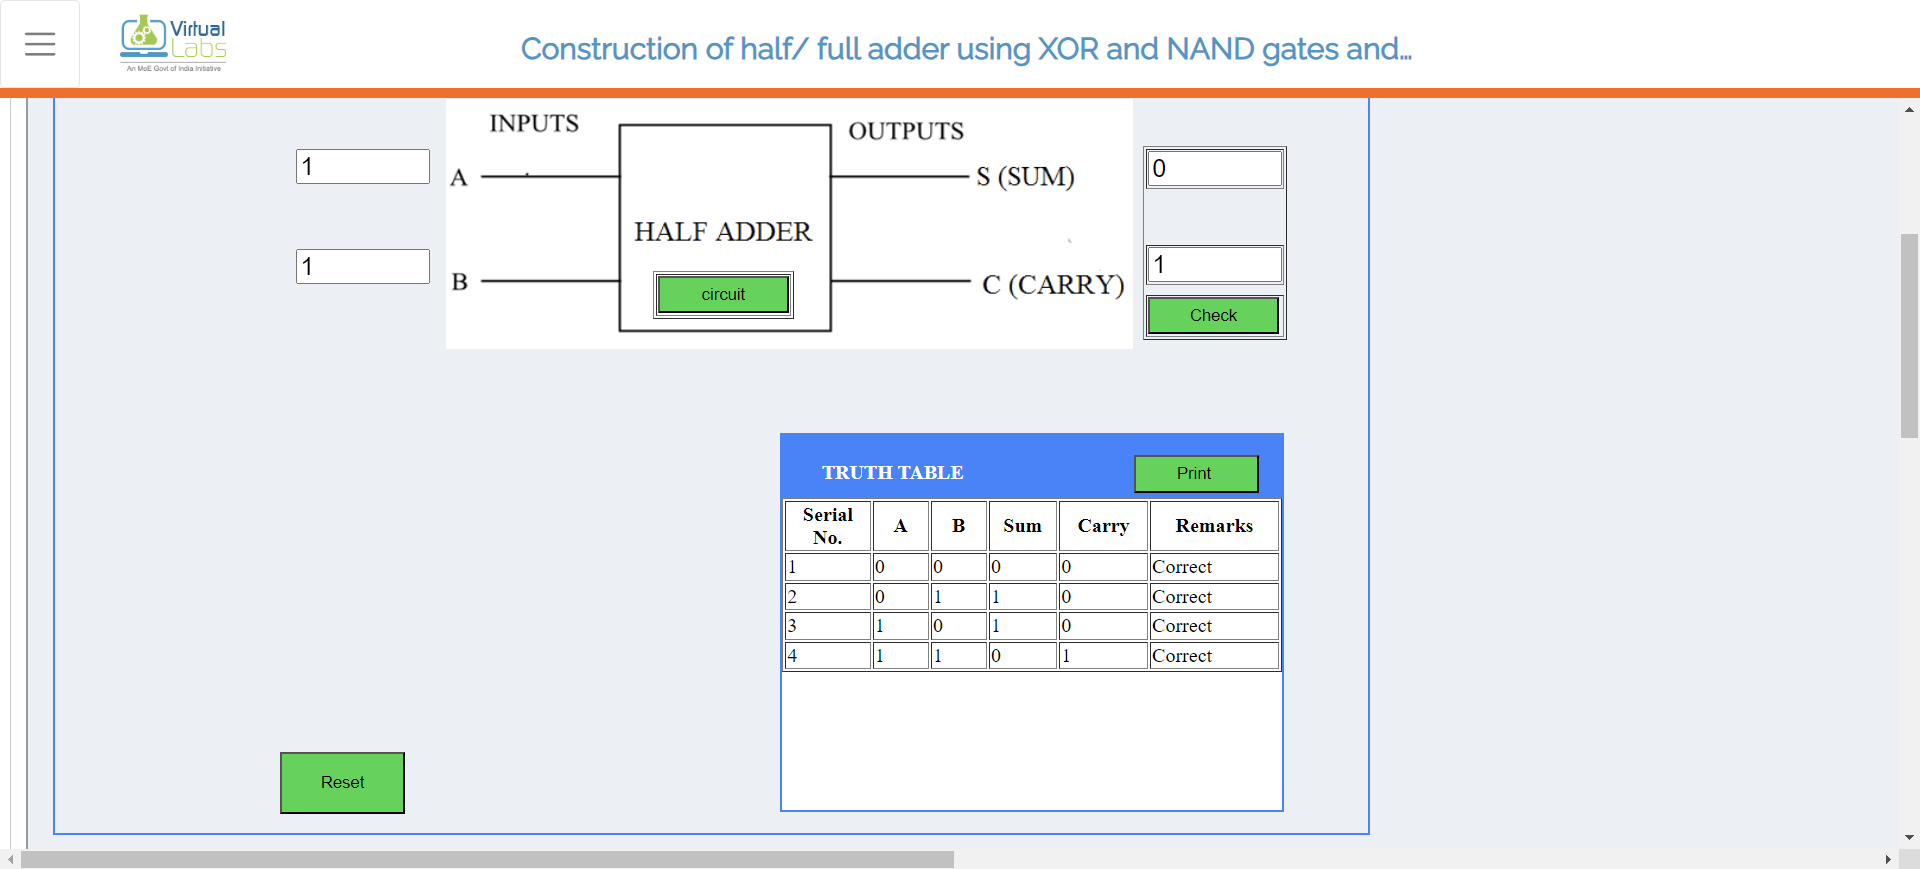 Virtual
Labs
An MoE Govt of India Initiative
Construction of half/ full adder using XOR and NAND gates and...
INPUTS
OUTPUTS
1
A
S (SUM)
0
HALF ADDER
1
B
circuit
C (CARRY)
1
Check
TRUTH TABLE
Print
Serial No. A B Sum Carry Remarks
1 0 0 0 0 Correct
2 0 1 1 0 Correct
3 1 0 1 0 Correct
4 1 1 0 1 Correct
Reset